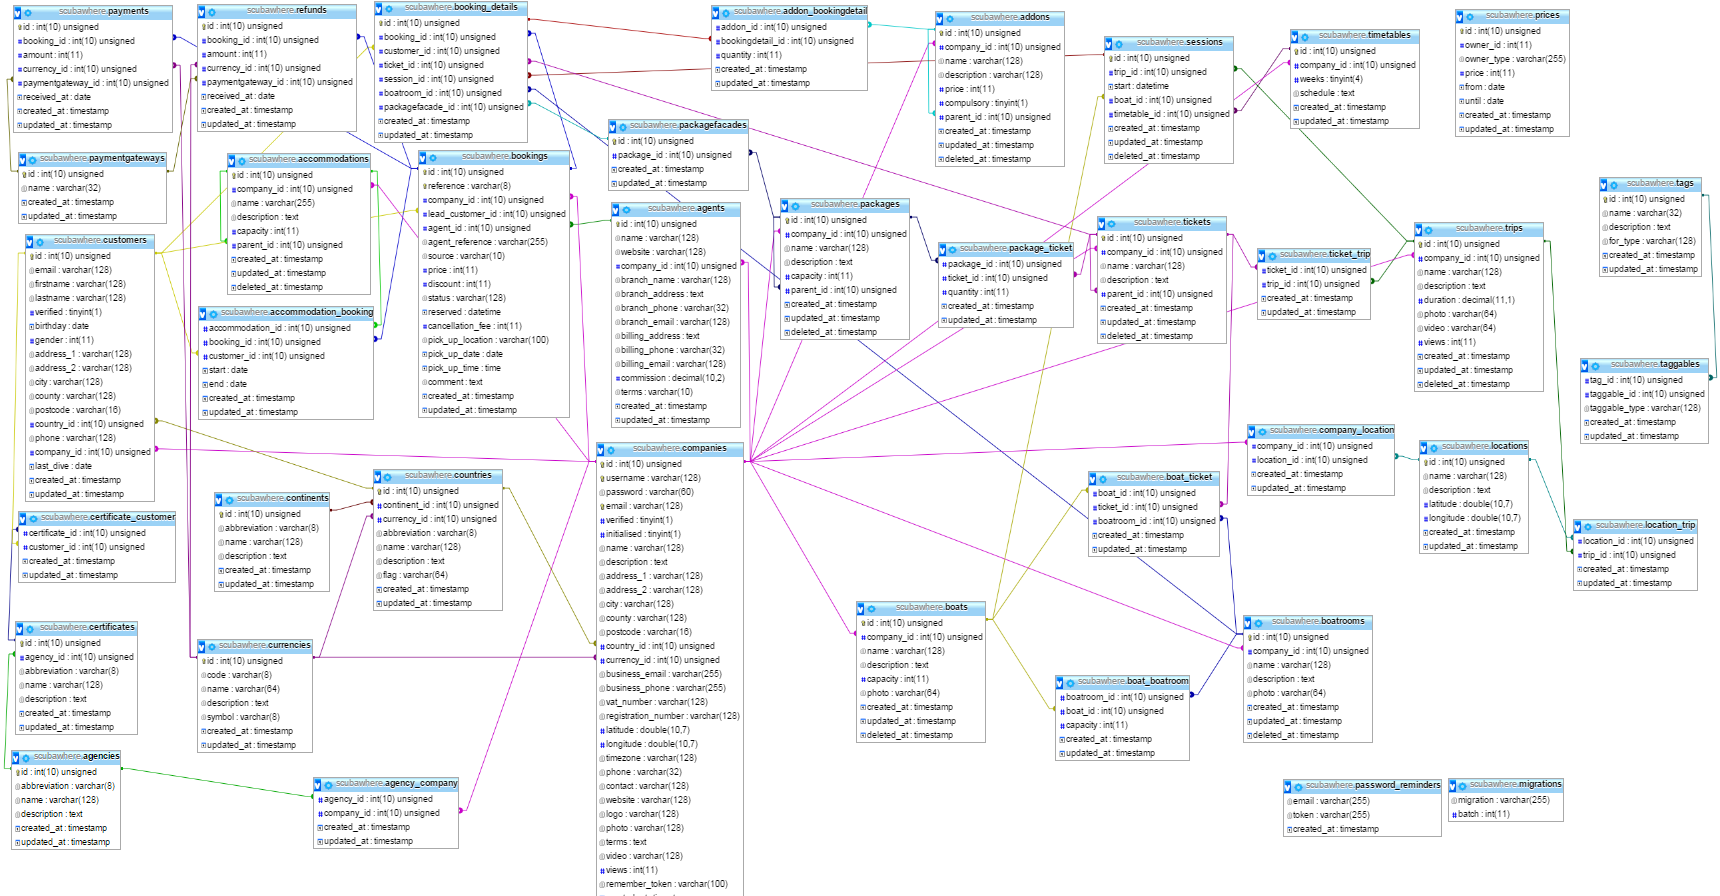 scubawhere.payments
id : int(10) unsigned
booking_id : int(10) unsigned
amount : int(11)
currency_id : int(10) unsigned
paymentgateway_id : int(10) unsigned
received_at : date
created_at : timestamp
updated_at : timestamp
scubawhere.refunds
id : int(10) unsigned
booking_id : int(10) unsigned
amount : int(11)
currency_id : int(10) unsigned
paymentgateway_id : int(10) unsigned
received_at : date
created_at : timestamp
updated_at : timestamp
scubawhere.booking_details
id : int(10) unsigned
booking_id : int(10) unsigned
customer_id : int(10) unsigned
ticket_id : int(10) unsigned
session_id : int(10) unsigned
boatroom_id : int(10) unsigned
packagefacade_id : int(10) unsigned
created_at : timestamp
updated_at : timestamp
scubawhere.addon_bookingdetail
addon_id : int(10) unsigned
bookingdetail_id : int(10) unsigned
quantity : int(11)
created_at : timestamp
updated_at : timestamp
scubawhere.addons
id : int(10) unsigned
company_id : int(10) unsigned
name : varchar(128)
description : varchar(128)
price : int(11)
compulsory : tinyint(1)
parent_id : int(10) unsigned
created_at : timestamp
updated_at : timestamp
deleted_at : timestamp
scubawhere.sessions
id : int(10) unsigned
trip_id : int(10) unsigned
start : datetime
boat_id : int(10) unsigned
timetable_id : int(10) unsigned
created_at : timestamp
updated_at : timestamp
deleted_at : timestamp
scubawhere.timetables
id : int(10) unsigned
company_id : int(10) unsigned
weeks : tinyint(4)
schedule : text
created_at : timestamp
updated_at : timestamp
scubawhere.prices
id : int(10) unsigned
owner_id : int(11)
owner_type : varchar(255)
price : int(11)
from : date
until : date
created_at : timestamp
updated_at : timestamp
scubawhere.paymentgateways
id : int(10) unsigned
name : varchar(32)
created_at : timestamp
updated_at : timestamp
scubawhere.accommodations
id : int(10) unsigned
company_id : int(10) unsigned
name : varchar(255)
description : text
capacity : int(11)
parent_id : int(10) unsigned
created_at : timestamp
updated_at : timestamp
deleted_at : timestamp
scubawhere.bookings
id : int(10) unsigned
reference : varchar(8)
company_id : int(10) unsigned
lead_customer_id : int(10) unsigned
agent_id : int(10) unsigned
agent_reference : varchar(255)
source : varchar(10)
price : int(11)
discount : int(11)
status : varchar(128)
reserved : datetime
cancellation_fee : int(11)
pick_up_location : varchar(100)
pick_up_date : date
pick_up_time : time
comment : text
created_at : timestamp
updated_at : timestamp
scubawhere.packagefacades
id : int(10) unsigned
package_id : int(10) unsigned
created_at : timestamp
updated_at : timestamp
scubawhere.agents
id : int(10) unsigned
name : varchar(128)
website : varchar(128)
company_id : int(10) unsigned
branch_name : varchar(128)
branch_address : text
branch_phone : varchar(32)
branch_email : varchar(128)
billing_address : text
billing_phone : varchar(32)
billing_email : varchar(128)
commission : decimal(10,2)
terms : varchar(10)
created_at : timestamp
updated_at : timestamp
scubawhere.packages
id : int(10) unsigned
company_id : int(10) unsigned
name : varchar(128)
description : text
capacity : int(11)
parent_id : int(10) unsigned
created_at : timestamp
updated_at : timestamp
deleted_at : timestamp
scubawhere.package_ticket
package_id : int(10) unsigned
ticket_id : int(10) unsigned
quantity : int(11)
created_at : timestamp
updated_at : timestamp
scubawhere.tickets
id : int(10) unsigned
company_id : int(10) unsigned
name : varchar(128)
description : text
parent_id : int(10) unsigned
created_at : timestamp
updated_at : timestamp
deleted_at : timestamp
scubawhere.ticket_trip
ticket_id : int(10) unsigned
trip_id : int(10) unsigned
created_at : timestamp
updated_at : timestamp
scubawhere.trips
id : int(10) unsigned
company_id : int(10) unsigned
name : varchar(128)
description : text
duration : decimal(11,1)
photo : varchar(64)
video : varchar(64)
views : int(11)
created_at : timestamp
updated_at : timestamp
deleted_at : timestamp
scubawhere.tags
id : int(10) unsigned
name : varchar(32)
description : text
for_type : varchar(128)
created_at : timestamp
updated_at : timestamp
scubawhere.taggables
tag_id : int(10) unsigned
taggable_id : int(10) unsigned
taggable_type : varchar(128)
created_at : timestamp
updated_at : timestamp
scubawhere.customers
id : int(10) unsigned
email : varchar(128)
firstname : varchar(128)
lastname : varchar(128)
verified : tinyint(1)
birthday : date
gender : int(11)
address_1 : varchar(128)
address_2 : varchar(128)
city : varchar(128)
county : varchar(128)
postcode : varchar(16)
country_id : int(10) unsigned
phone : varchar(128)
company_id : int(10) unsigned
last_dive : date
created_at : timestamp
updated_at : timestamp
scubawhere.accommodation_booking
accommodation_id : int(10) unsigned
booking_id : int(10) unsigned
customer_id : int(10) unsigned
start : date
end : date
created_at : timestamp
updated_at : timestamp
scubawhere.companies
id : int(10) unsigned
username : varchar(128)
password : varchar(60)
email : varchar(128)
verified : tinyint(1)
initialised : tinyint(1)
name : varchar(128)
description : text
address_1 : varchar(128)
address_2 : varchar(128)
city : varchar(128)
county : varchar(128)
postcode : varchar(16)
country_id : int(10) unsigned
currency_id : int(10) unsigned
business_email : varchar(255)
business_phone : varchar(255)
vat_number : varchar(128)
registration_number : varchar(128)
latitude : double(10,7)
longitude : double(10,7)
timezone : varchar(128)
phone : varchar(32)
contact : varchar(128)
website : varchar(128)
logo : varchar(128)
photo : varchar(128)
terms : text
video : varchar(128)
views : int(11)
remember_token : varchar(100)
scubawhere.countries
id : int(10) unsigned
continent_id : int(10) unsigned
currency_id : int(10) unsigned
abbreviation : varchar(8)
name : varchar(128)
description : text
flag : varchar(64)
created_at : timestamp
updated_at : timestamp
scubawhere.continents
id : int(10) unsigned
abbreviation : varchar(8)
name : varchar(128)
description : text
created_at : timestamp
updated_at : timestamp
scubawhere.certificate_customer
certificate_id : int(10) unsigned
customer_id : int(10) unsigned
created_at : timestamp
updated_at : timestamp
scubawhere.company_location
company_id : int(10) unsigned
location_id : int(10) unsigned
created_at : timestamp
updated_at : timestamp
scubawhere.locations
id : int(10) unsigned
name : varchar(128)
description : text
latitude : double(10,7)
longitude : double(10,7)
created_at : timestamp
updated_at : timestamp
scubawhere.location_trip
location_id : int(10) unsigned
trip_id : int(10) unsigned
created_at : timestamp
updated_at : timestamp
scubawhere.boat_ticket
boat_id : int(10) unsigned
ticket_id : int(10) unsigned
boatroom_id : int(10) unsigned
created_at : timestamp
updated_at : timestamp
scubawhere.certificates
id : int(10) unsigned
agency_id : int(10) unsigned
abbreviation : varchar(8)
name : varchar(128)
description : text
created_at : timestamp
updated_at : timestamp
scubawhere.currencies
id : int(10) unsigned
code : varchar(8)
name : varchar(64)
description : text
symbol : varchar(8)
created_at : timestamp
updated_at : timestamp
scubawhere.boats
id : int(10) unsigned
company_id : int(10) unsigned
name : varchar(128)
description : text
capacity : int(11)
photo : varchar(64)
created_at : timestamp
updated_at : timestamp
deleted_at : timestamp
scubawhere.boat_boatroom
boatroom_id : int(10) unsigned
boat_id : int(10) unsigned
capacity : int(11)
created_at : timestamp
updated_at : timestamp
scubawhere.boatrooms
id : int(10) unsigned
company_id : int(10) unsigned
name : varchar(128)
description : text
photo : varchar(64)
created_at : timestamp
updated_at : timestamp
deleted_at : timestamp
scubawhere.agencies
id : int(10) unsigned
abbreviation : varchar(8)
name : varchar(128)
description : text
created_at : timestamp
updated_at : timestamp
scubawhere.agency_company
agency_id : int(10) unsigned
company_id : int(10) unsigned
created_at : timestamp
updated_at : timestamp
scubawhere.password_reminders
email : varchar(255)
token : varchar(255)
created_at : timestamp
scubawhere.migrations
migration : varchar(255)
batch : int(11)